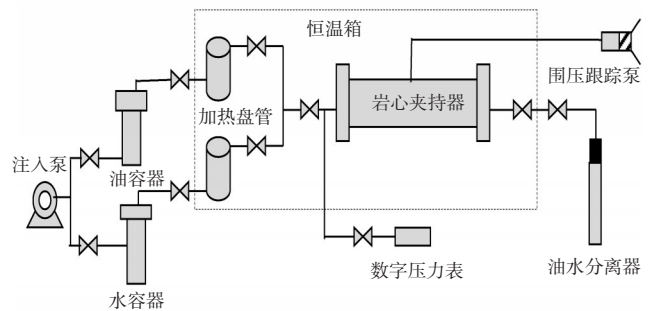 恒温箱
围压跟踪泵
加热盘管
岩心夹持器
注入泵
油容器
数字压力表
油水分离器
水容器